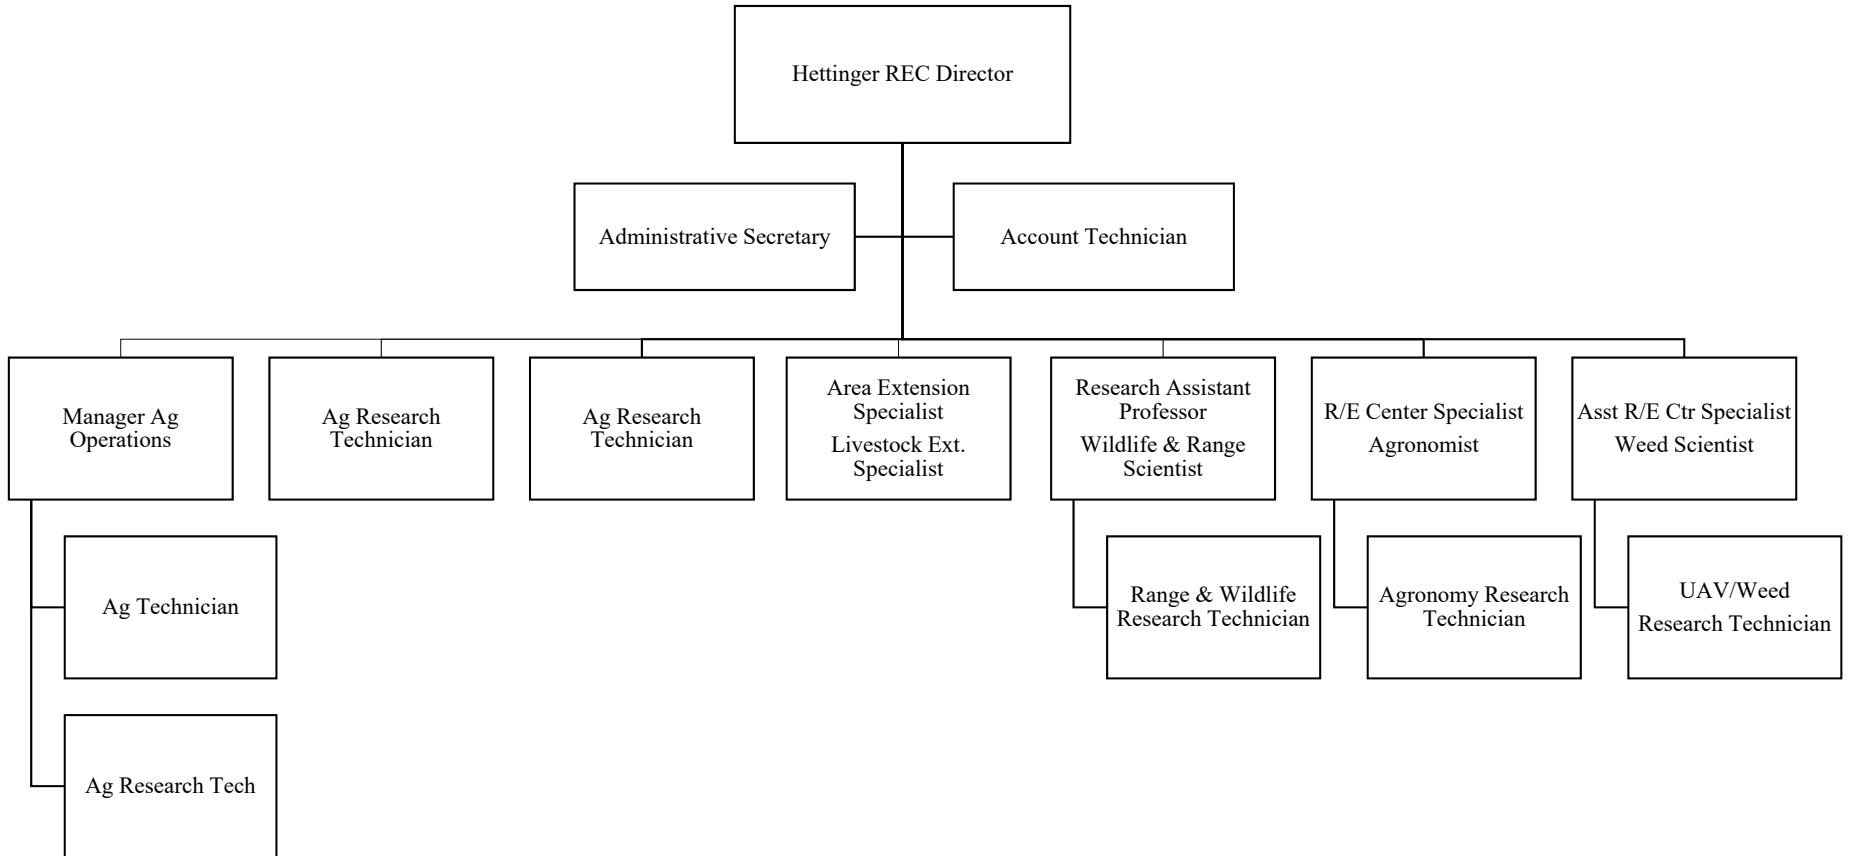 Hettinger REC Director
Administrative Secretary
Account Technician
Manager Ag
Operations
Ag Research
Technician
Ag Research
Technician
Area Extension
Specialist
Livestock Ext.
Specialist
Research Assistant
Professor
Wildlife & Range
Scientist
R/E Center Specialist
Agronomist
Asst R/E Ctr Specialist
Weed Scientist
Ag Technician
Range & Wildlife
Research Technician
Agronomy Research
Technician
UAV/Weed
Research Technician
Ag Research Tech